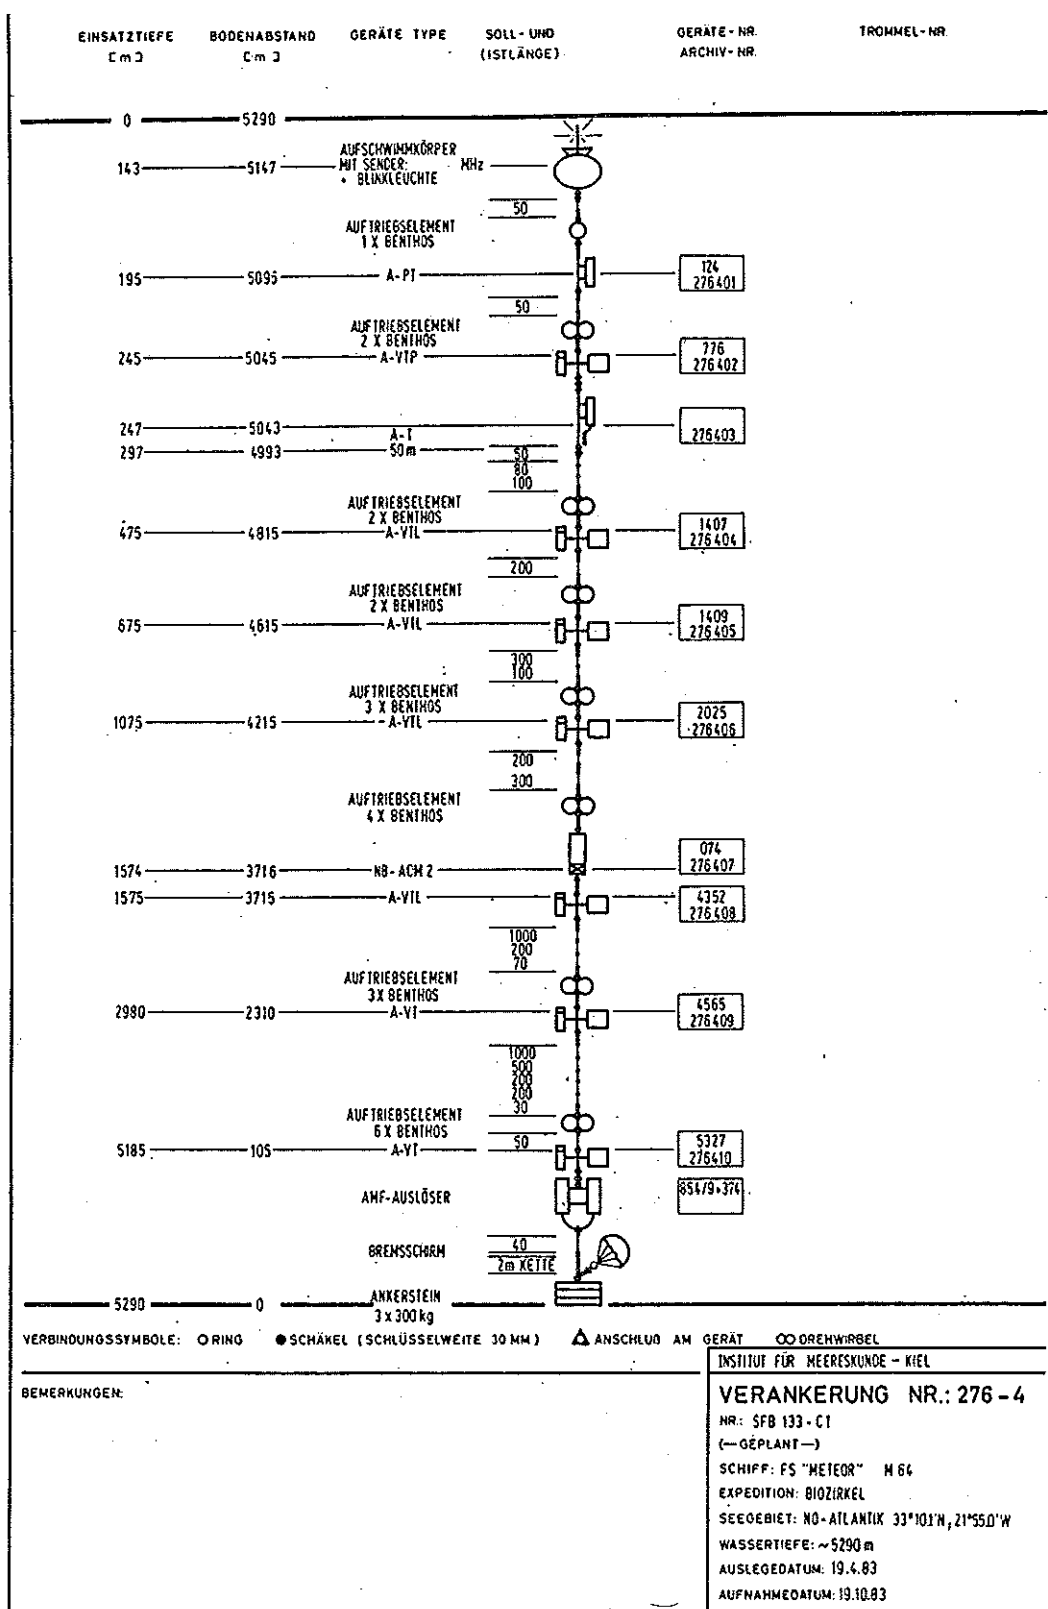 EINSATZTIEFE BODENABSTAND GERÄTE TYPE SOLL- UND GERÄTE-NR. TROMMEL-NR.
[m] [m] (ISTLÄNGE) ARCHIV-NR.
0 5290
AUFSCHWIMMKÖRPER
143 5147 MIT SENDER: MHz
+ BLINKLEUCHTE
50
AUFTRIEBSELEMENT
1 X BENTHOS
195 5095 A-PT 124
276401
50
AUFTRIEBSELEMENT
2 X BENTHOS
245 5045 A-VTP 776
276402
247 5043 276403
A-T
297 4993 50m 50
80
100
AUFTRIEBSELEMENT
2 X BENTHOS
475 4815 A-VTL 1407
276404
200
AUFTRIEBSELEMENT
2 X BENTHOS
675 4615 A-VTL 1409
276405
300
100
AUFTRIEBSELEMENT
3 X BENTHOS
1075 4215 A-VTL 2025
276406
200
300
AUFTRIEBSELEMENT
4 X BENTHOS
074
1574 3716 NB-ACM 2 276407
1575 3715 A-VTL 4352
276408
1000
200
70
AUFTRIEBSELEMENT
3X BENTHOS
2980 2310 A-VT 4565
276409
1000
500
200
200
30
AUFTRIEBSELEMENT
6 X BENTHOS
5185 105 A-VT 50 5327
276410
AMF-AUSLÖSER 854/9+374
BREMSSCHIRM 40
2m KETTE
5290 0 ANKERSTEIN
3 x 300 kg
VERBINDUNGSSYMBOLE: RING SCHÄKEL (SCHLÜSSELWEITE 30 MM) ANSCHLUß AM GERÄT DREHWIRBEL
BEMERKUNGEN:
INSTITUT FÜR MEERESKUNDE - KIEL
VERANKERUNG NR.: 276-4
NR.: SFB 133-C1
(—GEPLANT—)
SCHIFF: FS "METEOR" M 64
EXPEDITION: BIOZIRKEL
SEEGEBIET: NO-ATLANTIK 33°10.1'N, 21°55.0'W
WASSERTIEFE: ~5290 m
AUSLEGEDATUM: 19.4.83
AUFNAHMEDATUM: 19.10.83